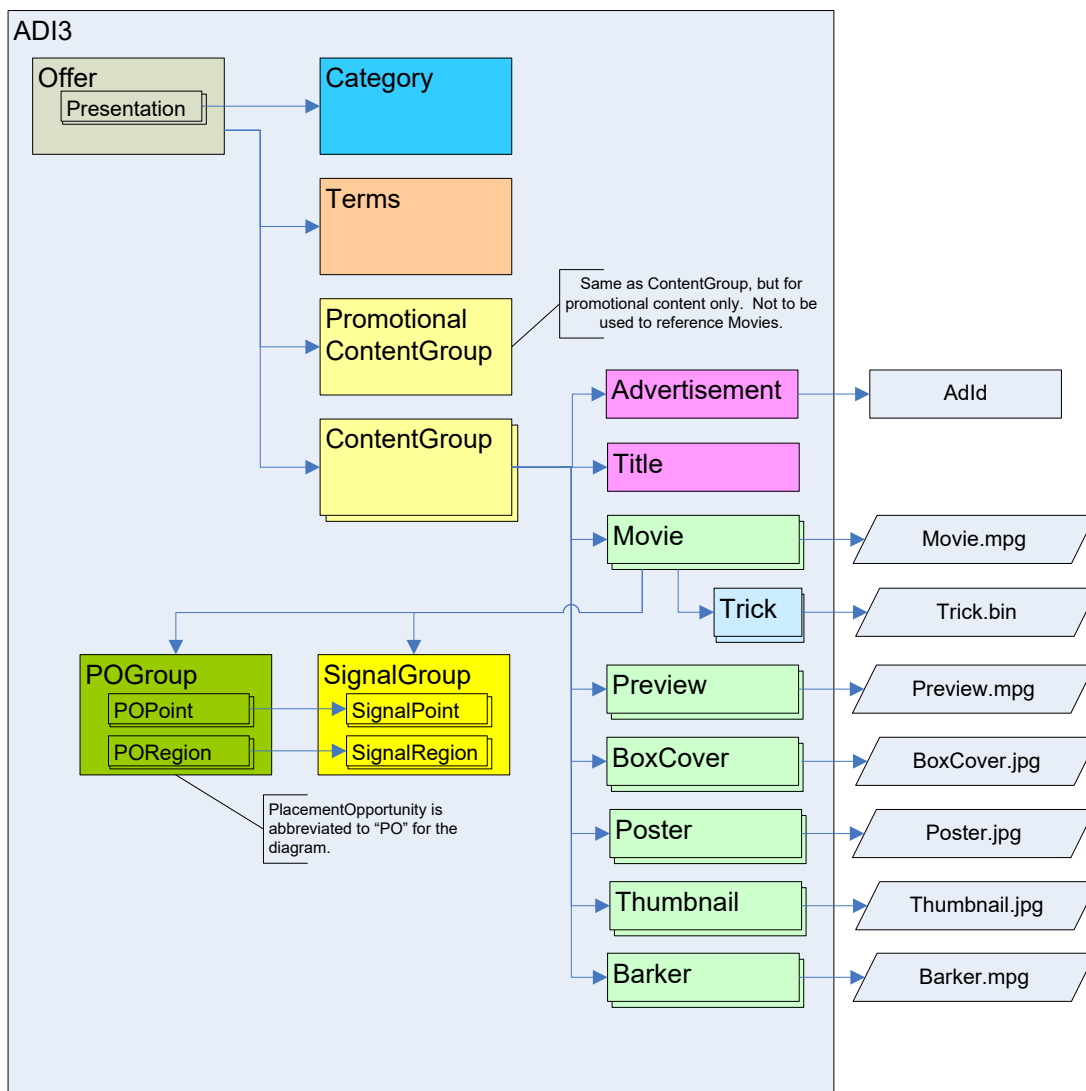 ADI3
Offer
Presentation
Category
Terms
Promotional
ContentGroup
Same as ContentGroup, but for
promotional content only.  Not to be
used to reference Movies.
ContentGroup
Advertisement
AdId
Title
Movie
Movie.mpg
Trick
Trick.bin
POGroup
POPoint
PORegion
SignalGroup
SignalPoint
SignalRegion
PlacementOpportunity is
abbreviated to “PO” for the
diagram.
Preview
Preview.mpg
BoxCover
BoxCover.jpg
Poster
Poster.jpg
Thumbnail
Thumbnail.jpg
Barker
Barker.mpg